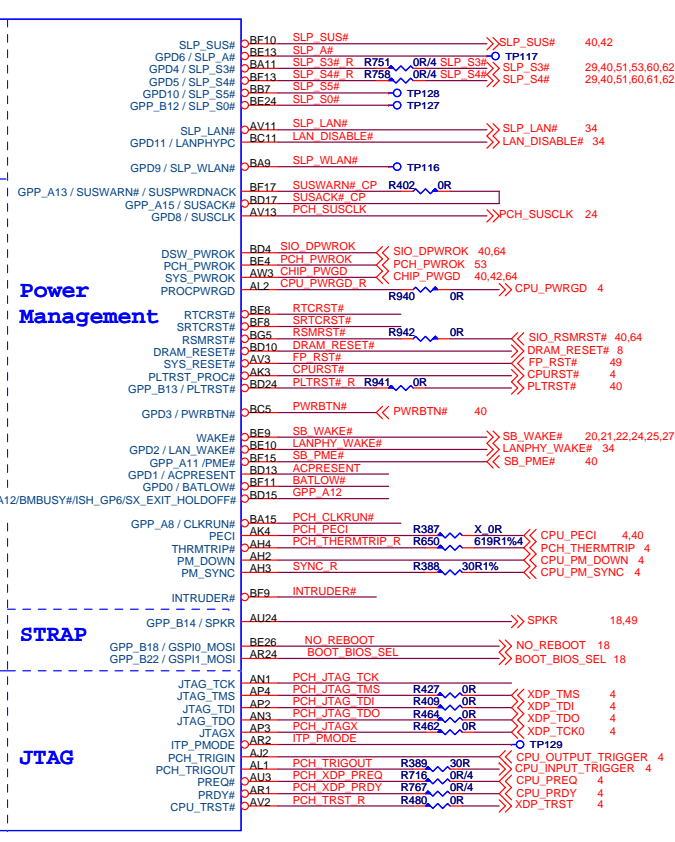 SLP_SUS# BF10 SLP_SUS# SLP_SUS# 40,42
GPD6 / SLP_A# BE13 SLP_A# TP117
GPD4 / SLP_S3# BA11 SLP_S3#_R R751 0R/4 SLP_S3# SLP_S3# 29,40,51,53,60,62
GPD5 / SLP_S4# BF13 SLP_S4#_R R758 0R/4 SLP_S4# SLP_S4# 29,40,51,60,61,62
GPD10 / SLP_S5# BB7 SLP_S5# TP128
GPP_B12 / SLP_S0# BE24 SLP_S0# TP127
SLP_LAN# AV11 SLP_LAN# SLP_LAN# 34
GPD11 / LANPHYPC BC11 LAN_DISABLE# LAN_DISABLE# 34
GPD9 / SLP_WLAN# BA9 SLP_WLAN# TP116
GPP_A13 / SUSWARN# / SUSPWRDNACK BF17 SUSWARN#_CP R402 0R
GPP_A15 / SUSACK# BD17 SUSACK#_CP
GPD8 / SUSCLK AV13 PCH_SUSCLK PCH_SUSCLK 24
DSW_PWROK BD4 SIO_DPWROK SIO_DPWROK 40,64
PCH_PWROK BE4 PCH_PWROK PCH_PWROK 53
SYS_PWROK AW3 CHIP_PWGD CHIP_PWGD 40,42,64
PROCPWRGD AL2 CPU_PWRGD_R R940 0R CPU_PWRGD 4
Power
Management
RTCRST# BE8 RTCRST#
SRTCRST# BF8 SRTCRST#
RSMRST# BG5 RSMRST# R942 0R SIO_RSMRST# 40,64
DRAM_RESET# BD10 DRAM_RESET# DRAM_RESET# 8
SYS_RESET# AV3 FP_RST# FP_RST# 49
PLTRST_PROC# AK3 CPURST# CPURST# 4
GPP_B13 / PLTRST# BD24 PLTRST#_R R941 0R PLTRST# 40
GPD3 / PWRBTN# BC5 PWRBTN# PWRBTN# 40
WAKE# BE9 SB_WAKE# SB_WAKE# 20,21,22,24,25,27
GPD2 / LAN_WAKE# BE10 LANPHY_WAKE# LANPHY_WAKE# 34
GPP_A11 /PME# BF15 SB_PME# SB_PME# 40
GPD1 / ACPRESENT BD13 ACPRESENT
GPD0 / BATLOW# BF11 BATLOW#
A12/BMBUSY#/ISH_GP6/SX_EXIT_HOLDOFF# BD15 GPP_A12
GPP_A8 / CLKRUN# BA15 PCH_CLKRUN#
PECI AK4 PCH_PECI R387 X_0R CPU_PECI 4,40
THRMTRIP# AH4 PCH_THERMTRIP_R R650 619R1%4 PCH_THERMTRIP 4
PM_DOWN AH2 CPU_PM_DOWN 4
PM_SYNC AH3 SYNC_R R388 30R1% CPU_PM_SYNC 4
INTRUDER# BF9 INTRUDER#
STRAP
GPP_B14 / SPKR AU24 SPKR 18,49
GPP_B18 / GSPI0_MOSI BE26 NO_REBOOT NO_REBOOT 18
GPP_B22 / GSPI1_MOSI AR24 BOOT_BIOS_SEL BOOT_BIOS_SEL 18
JTAG
JTAG_TCK AN1 PCH_JTAG_TCK
JTAG_TMS AP4 PCH_JTAG_TMS R427 0R XDP_TMS 4
JTAG_TDI AP2 PCH_JTAG_TDI R409 0R XDP_TDI 4
JTAG_TDO AN3 PCH_JTAG_TDO R464 0R XDP_TDO 4
JTAGX AP3 PCH_JTAGX R462 0R XDP_TCK0 4
ITP_PMODE AR2 ITP_PMODE TP129
PCH_TRIGIN AJ2 CPU_OUTPUT_TRIGGER 4
PCH_TRIGOUT AL1 PCH_TRIGOUT R389 30R CPU_INPUT_TRIGGER 4
PREQ# AU3 PCH_XDP_PREQ R716 0R/4 CPU_PREQ 4
PRDY# AR1 PCH_XDP_PRDY R767 0R/4 CPU_PRDY 4
CPU_TRST# AV2 PCH_TRST_R R480 0R XDP_TRST 4